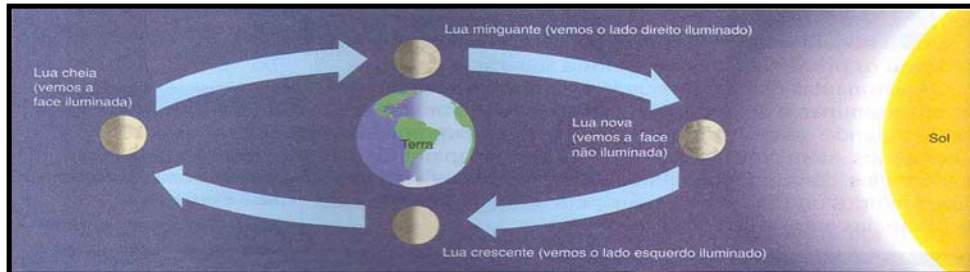 Lua minguante (vemos o lado direito iluminado)
Lua cheia
(vemos a
face iluminada)
Terra
Lua nova
(vemos a face
não iluminada)
Sol
Lua crescente (vemos o lado esquerdo iluminado)